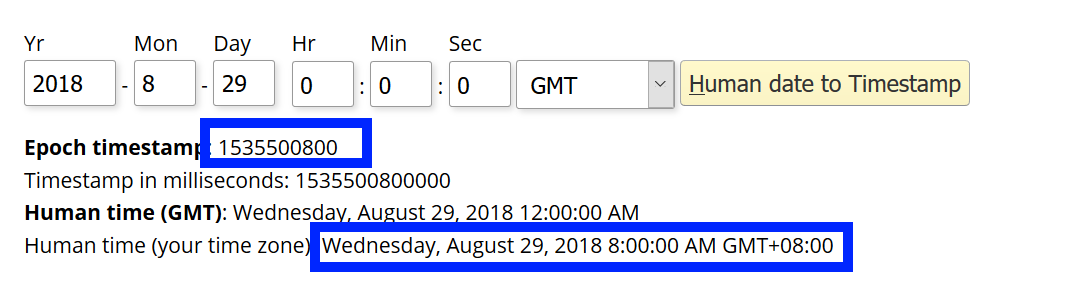 Yr Mon Day Hr Min Sec
2018 - 8 - 29 0 : 0 : 0 GMT Human date to Timestamp
Epoch timestamp: 1535500800
Timestamp in milliseconds: 1535500800000
Human time (GMT): Wednesday, August 29, 2018 12:00:00 AM
Human time (your time zone) Wednesday, August 29, 2018 8:00:00 AM GMT+08:00